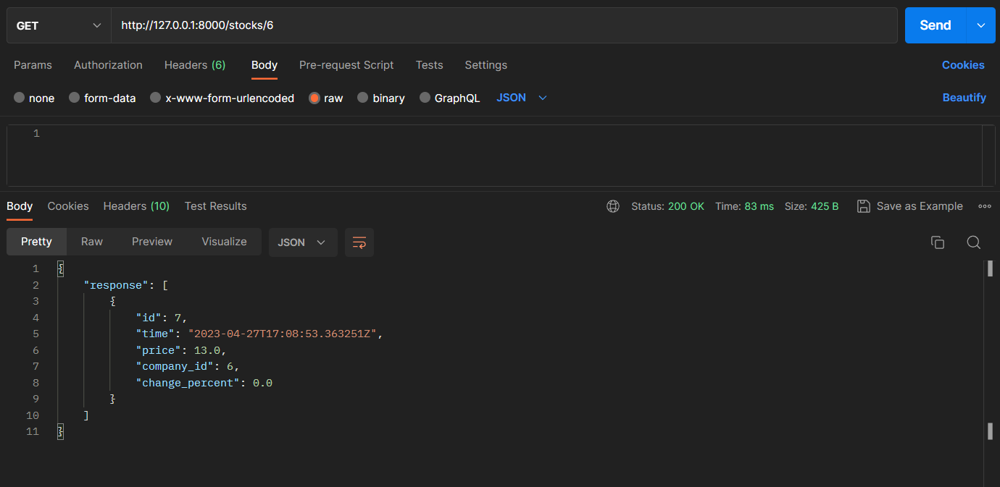 GET http://127.0.0.1:8000/stocks/6 Send
Params Authorization Headers (6) Body Pre-request Script Tests Settings Cookies
none form-data x-www-form-urlencoded raw binary GraphQL JSON Beautify
1
Body Cookies Headers (10) Test Results Status: 200 OK Time: 83 ms Size: 425 B Save as Example
Pretty Raw Preview Visualize JSON
1 {
2 "response": [
3 {
4 "id": 7,
5 "time": "2023-04-27T17:08:53.363251Z",
6 "price": 13.0,
7 "company_id": 6,
8 "change_percent": 0.0
9 }
10 ]
11 }